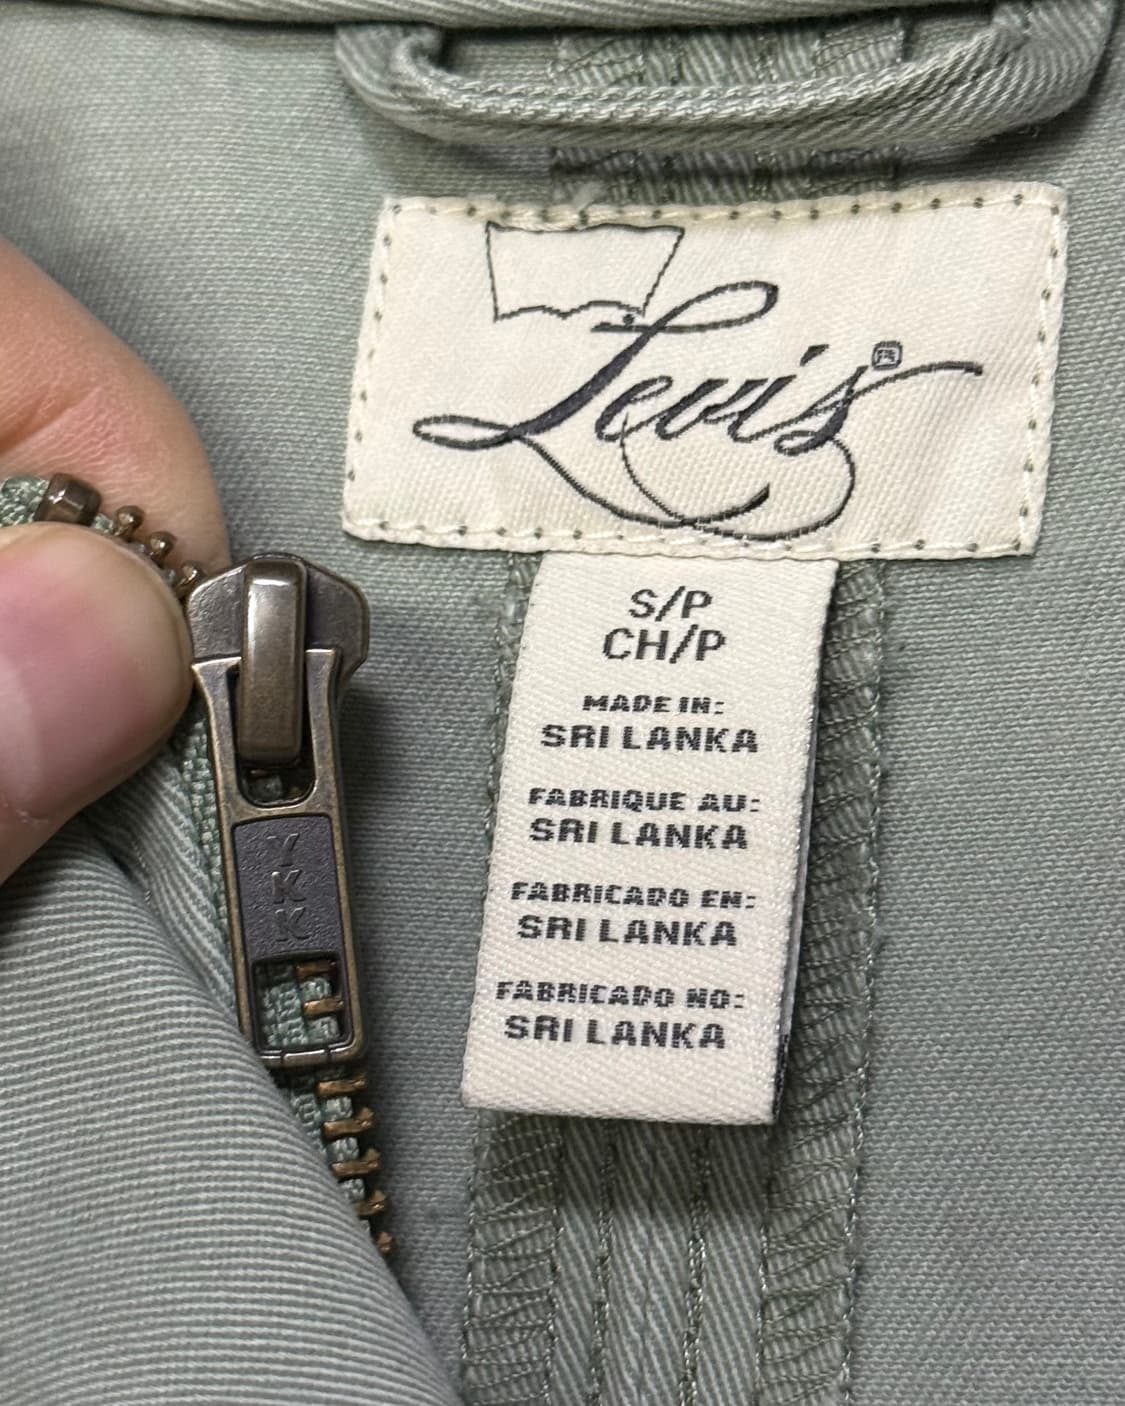 Levi's®
S/P
CH/P
MADE IN:
SRI LANKA
FABRIQUE AU:
SRI LANKA
FABRICADO EN:
SRI LANKA
FABRICADO NO:
SRI LANKA
YKK